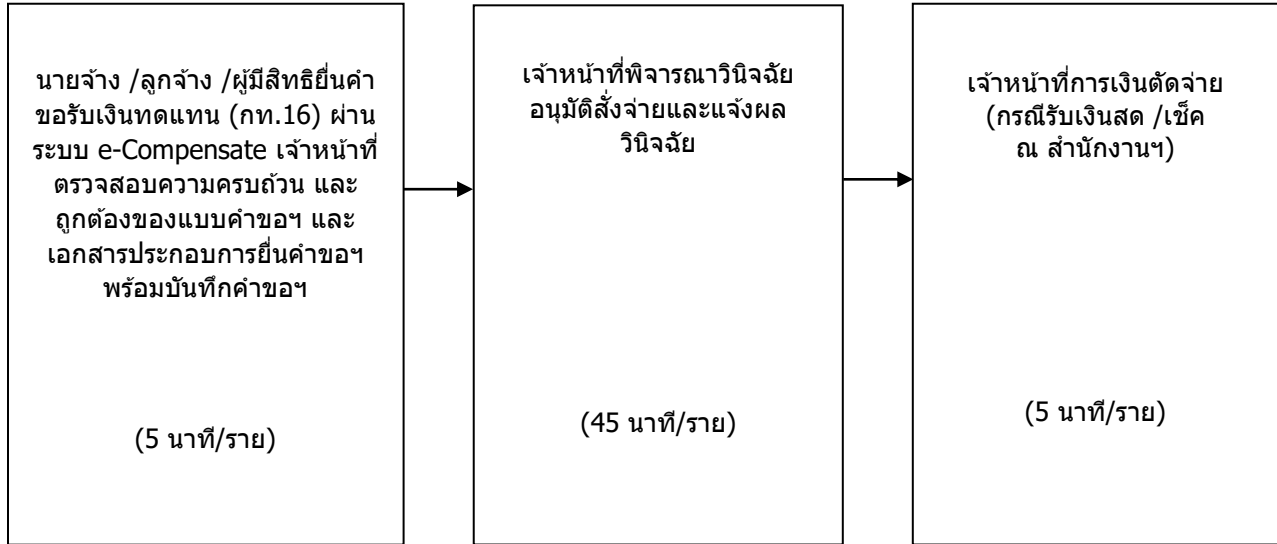 นายจ้าง /ลูกจ้าง /ผู้มีสิทธิยื่นคำ
ขอรับเงินทดแทน (กท.16) ผ่าน
ระบบ e-Compensate เจ้าหน้าที่
ตรวจสอบความครบถ้วน และ
ถูกต้องของแบบคำขอฯ และ
เอกสารประกอบการยื่นคำขอฯ
พร้อมบันทึกคำขอฯ
(5 นาที/ราย)
เจ้าหน้าที่พิจารณาวินิจฉัย
อนุมัติสั่งจ่ายและแจ้งผล
วินิจฉัย
(45 นาที/ราย)
เจ้าหน้าที่การเงินตัดจ่าย
(กรณีรับเงินสด /เช็ค
ณ สำนักงานฯ)
(5 นาที/ราย)